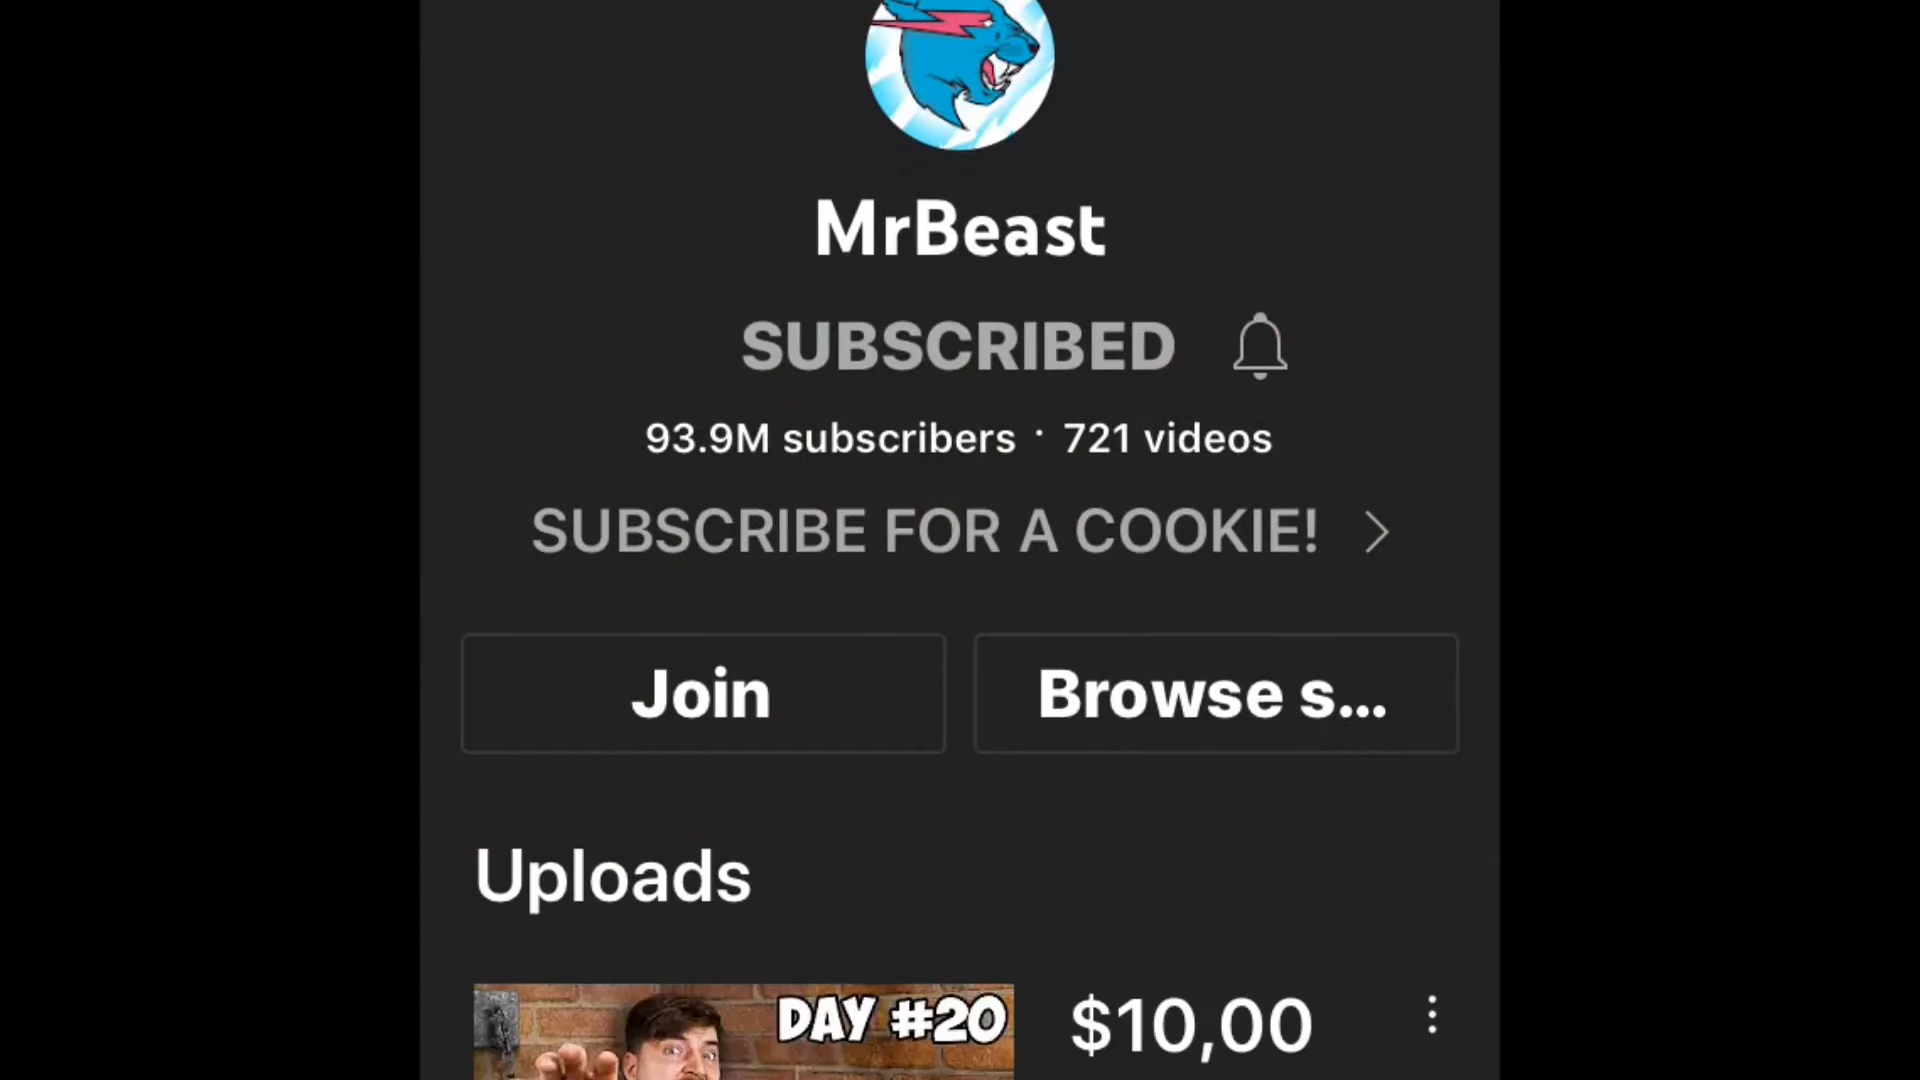 MrBeast
SUBSCRIBED
93.9M subscribers · 721 videos
SUBSCRIBE FOR A COOKIE!
Join
Browse s...
Uploads
DAY #20
$10,00